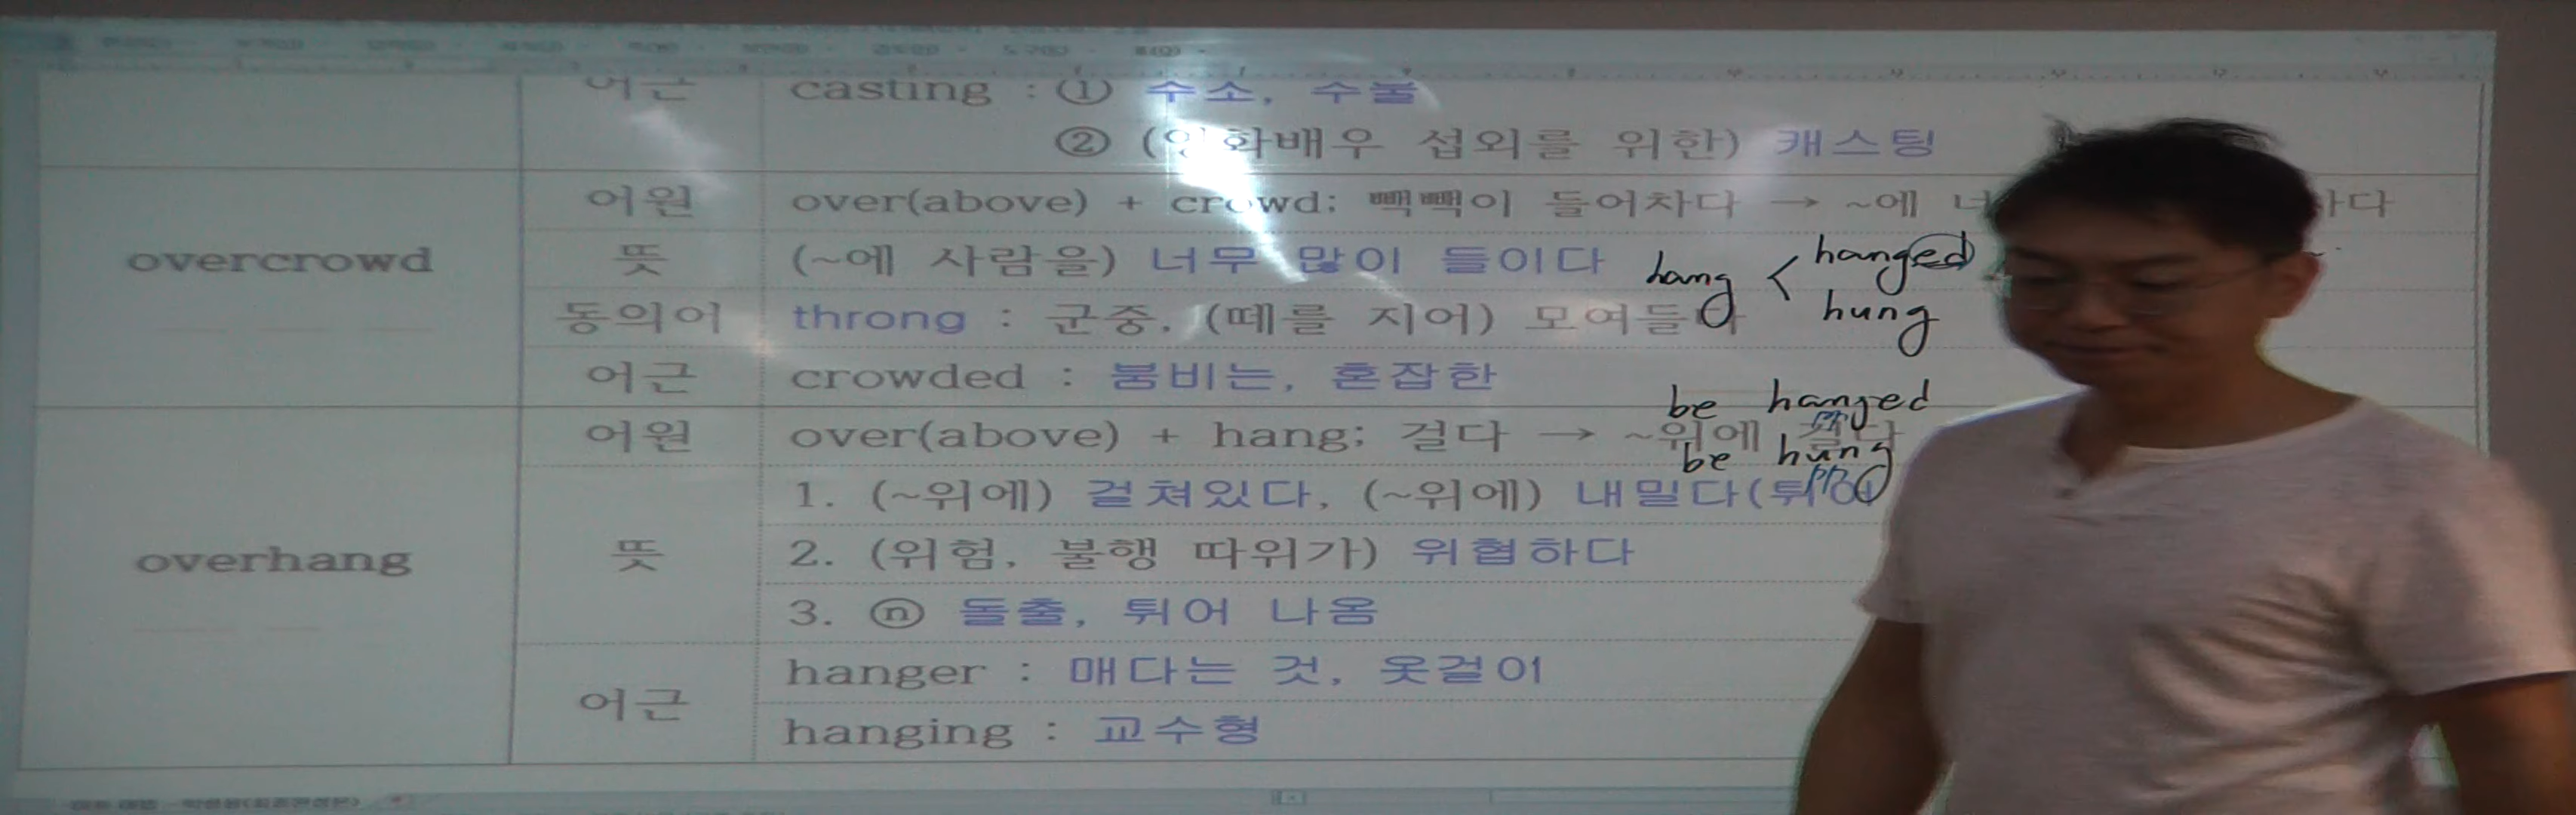 어근 casting : ① 수소, 수불
② (영화배우 섭외를 위한) 캐스팅
overcrowd
어원 over(above) + crowd; 빽빽이 들어차다 → ~에
뜻 (~에 사람을) 너무 많이 들이다
동의어 throng : 군중, (떼를 지어) 모여들다
어근 crowded : 붐비는, 혼잡한
hang < hanged
hung
be hanged
be hung
overhang
어원 over(above) + hang; 걸다 → ~위에
뜻 1. (~위에) 걸쳐있다, (~위에) 내밀다(튀어
2. (위험, 불행 따위가) 위협하다
3. ⓝ 돌출, 튀어 나옴
어근 hanger : 매다는 것, 옷걸이
hanging : 교수형